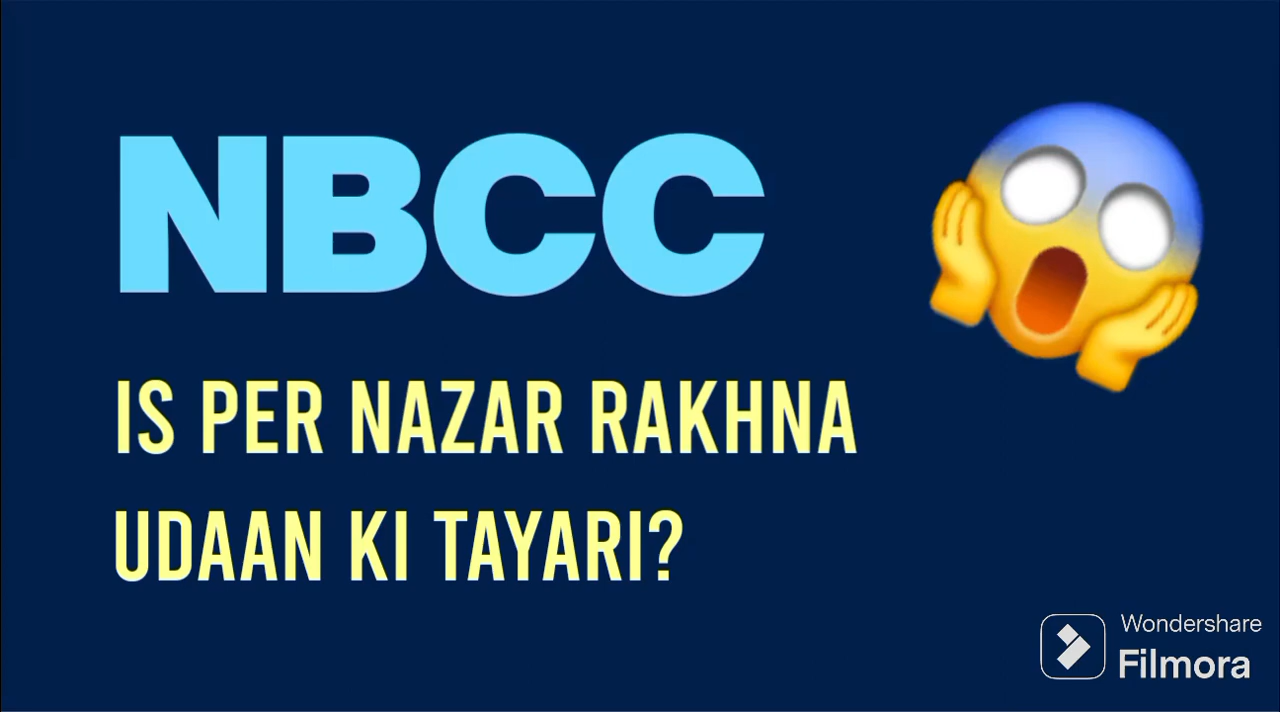 NBCC
IS PER NAZAR RAKHNA
UDAAN KI TAYARI?
Wondershare
Filmora